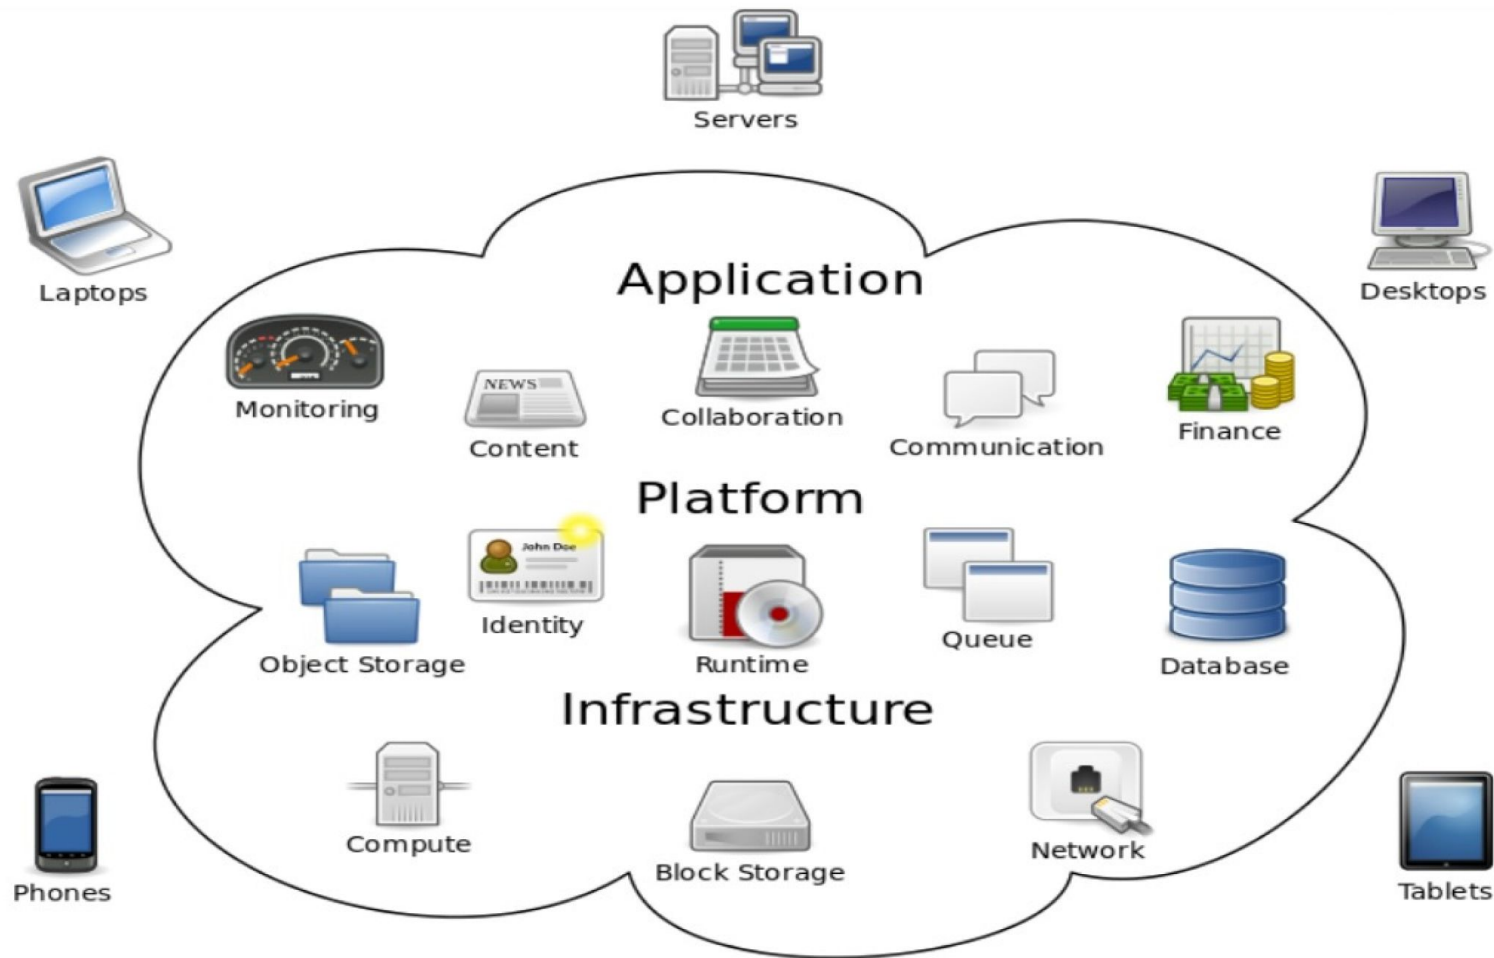 Servers
Laptops
Desktops
Application
Monitoring
NEWS
Content
Collaboration
Communication
Finance
Platform
Object Storage
John Doe
Identity
Runtime
Queue
Database
Infrastructure
Compute
Block Storage
Network
Phones
Tablets